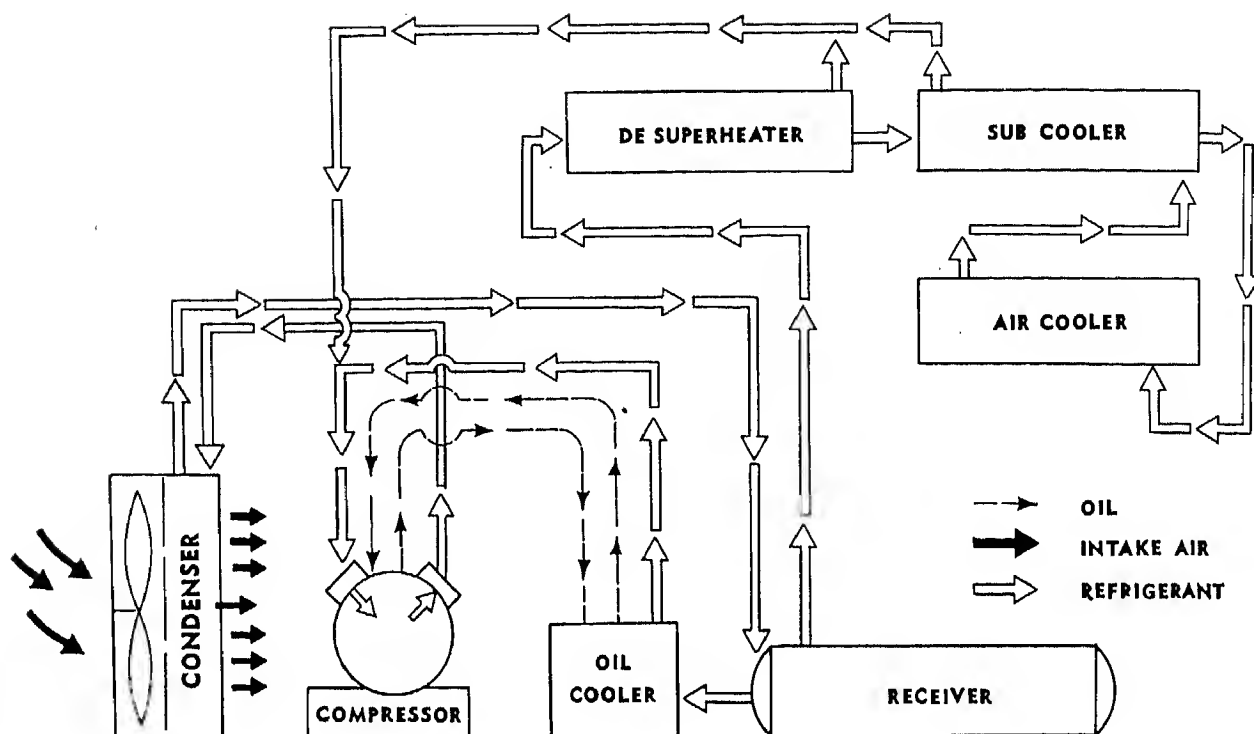 DE SUPERHEATER
SUB COOLER
AIR COOLER
OIL
INTAKE AIR
REFRIGERANT
CONDENSER
COMPRESSOR
OIL
COOLER
RECEIVER